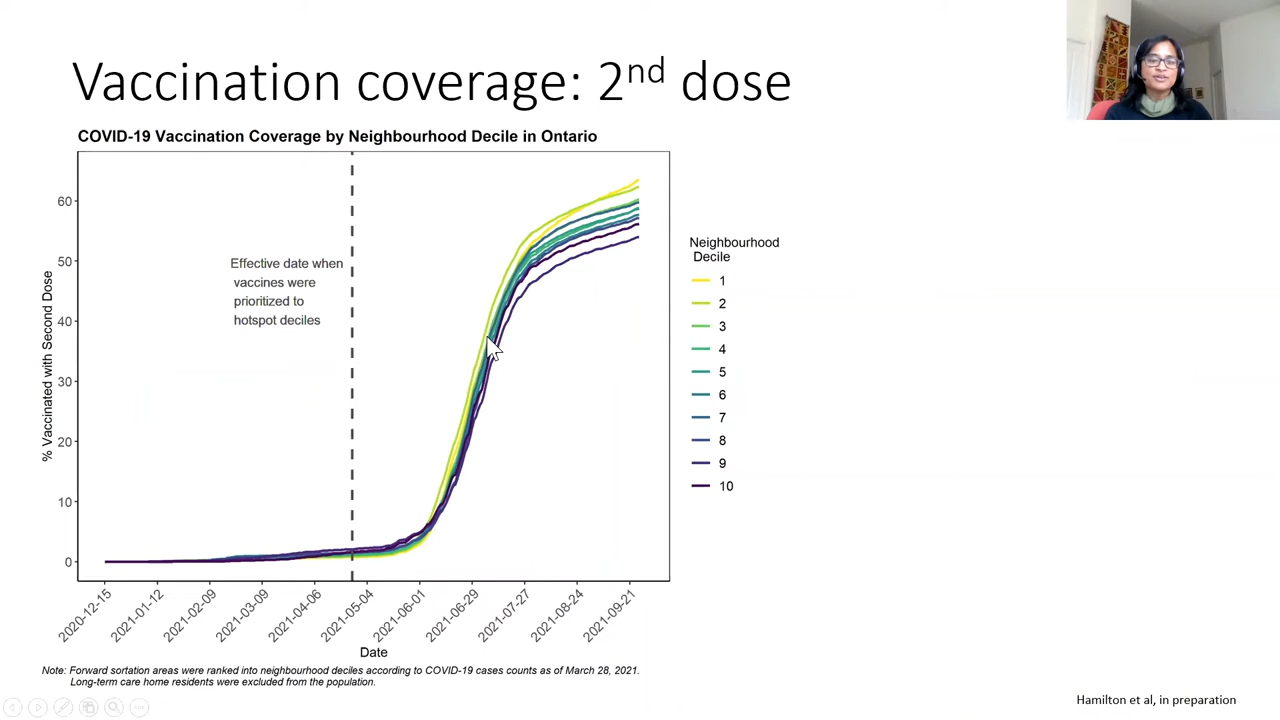 Vaccination coverage: 2nd dose
COVID-19 Vaccination Coverage by Neighbourhood Decile in Ontario
% Vaccinated with Second Dose
60
50
40
30
20
10
0
Effective date when
vaccines were
prioritized to
hotspot deciles
Neighbourhood
Decile
1
2
3
4
5
6
7
8
9
10
2020-12-15
2021-01-12
2021-02-09
2021-03-09
2021-04-06
2021-05-04
2021-06-01
2021-06-29
2021-07-27
2021-08-24
2021-09-21
Date
Note: Forward sortation areas were ranked into neighbourhood deciles according to COVID-19 cases counts as of March 28, 2021.
Long-term care home residents were excluded from the population.
Hamilton et al, in preparation